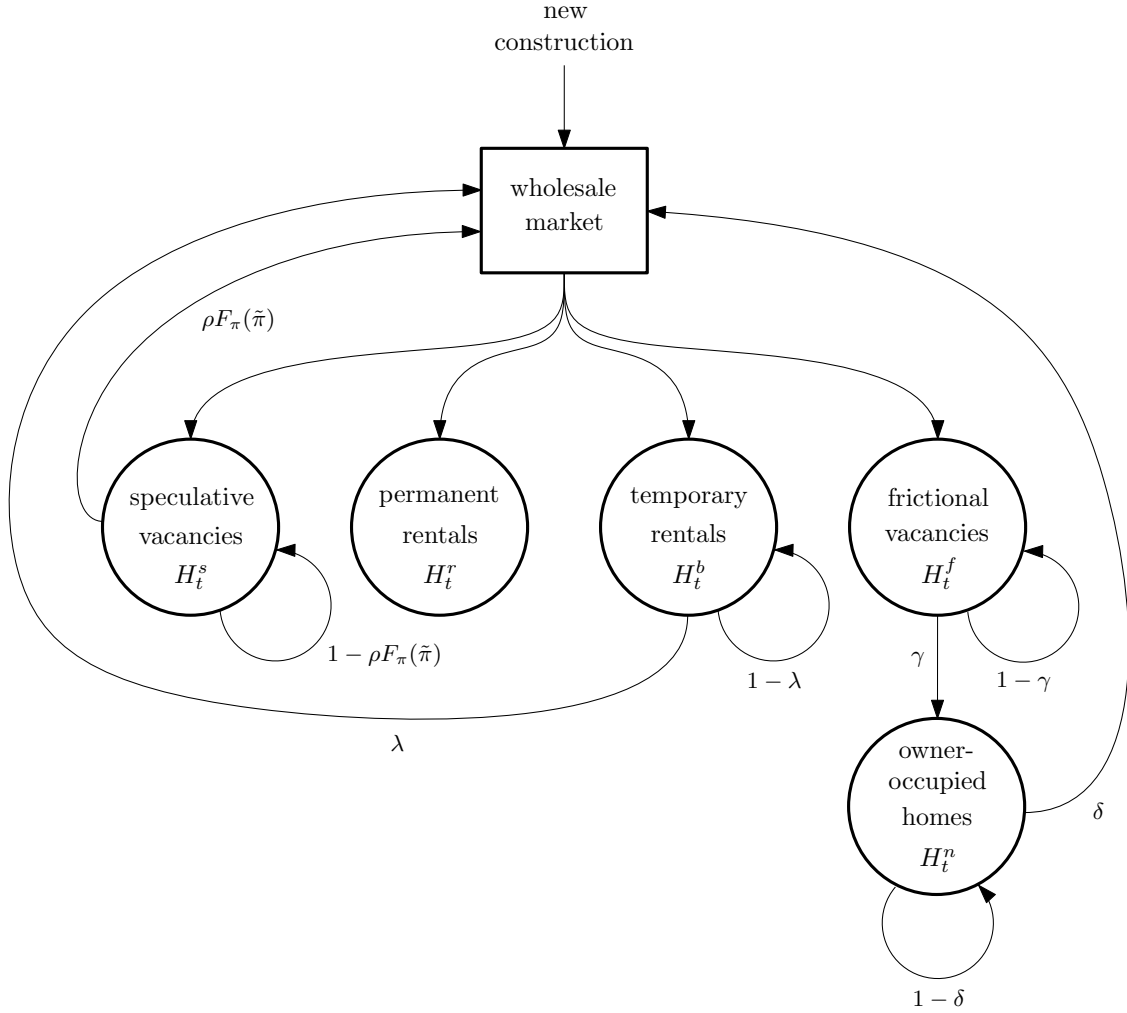 new
construction
wholesale
market
ρF_π(π̃)
speculative
vacancies
H_t^s
permanent
rentals
H_t^r
temporary
rentals
H_t^b
frictional
vacancies
H_t^f
1 − ρF_π(π̃)
1 − λ
γ
1 − γ
λ
owner-
occupied
homes
H_t^n
δ
1 − δ